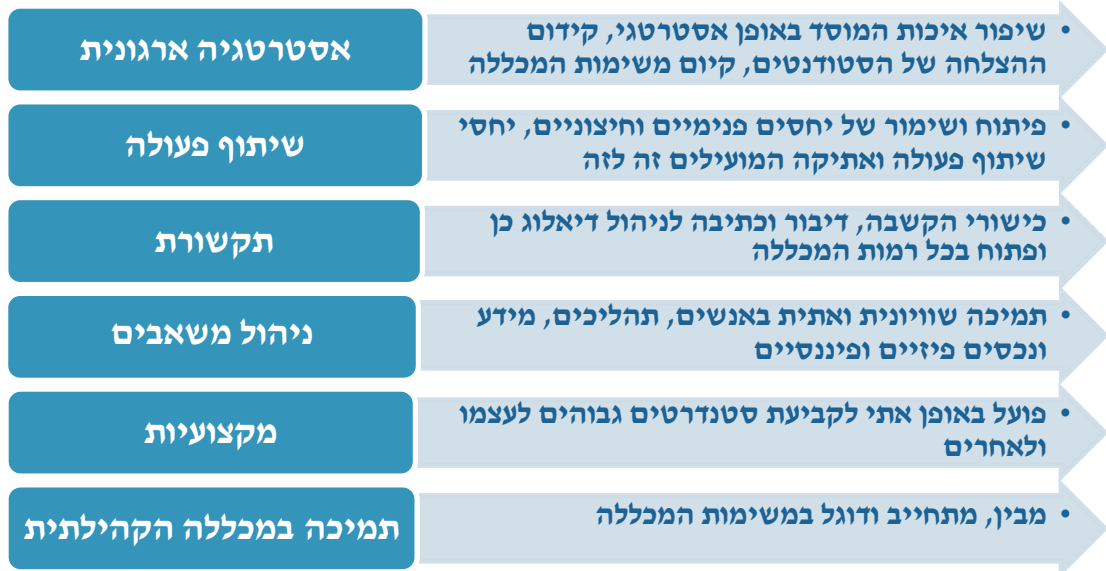 אסטרטגיה ארגונית
• שיפור איכות המוסד באופן אסטרטגי, קידום
ההצלחה של הסטודנטים, קיום משימות המכללה
שיתוף פעולה
• פיתוח ושימור של יחסים פנימיים וחיצוניים, יחסי
שיתוף פעולה ואתיקה המועילים זה לזה
תקשורת
• כישורי הקשבה, דיבור וכתיבה לניהול דיאלוג כן
ופתוח בכל רמות המכללה
ניהול משאבים
• תמיכה שוויונית ואתית באנשים, תהליכים, מידע
ונכסים פיזיים ופיננסיים
מקצועיות
• פועל באופן אתי לקביעת סטנדרטים גבוהים לעצמו
ולאחרים
תמיכה במכללה הקהילתית
• מבין, מתחייב ודוגל במשימות המכללה